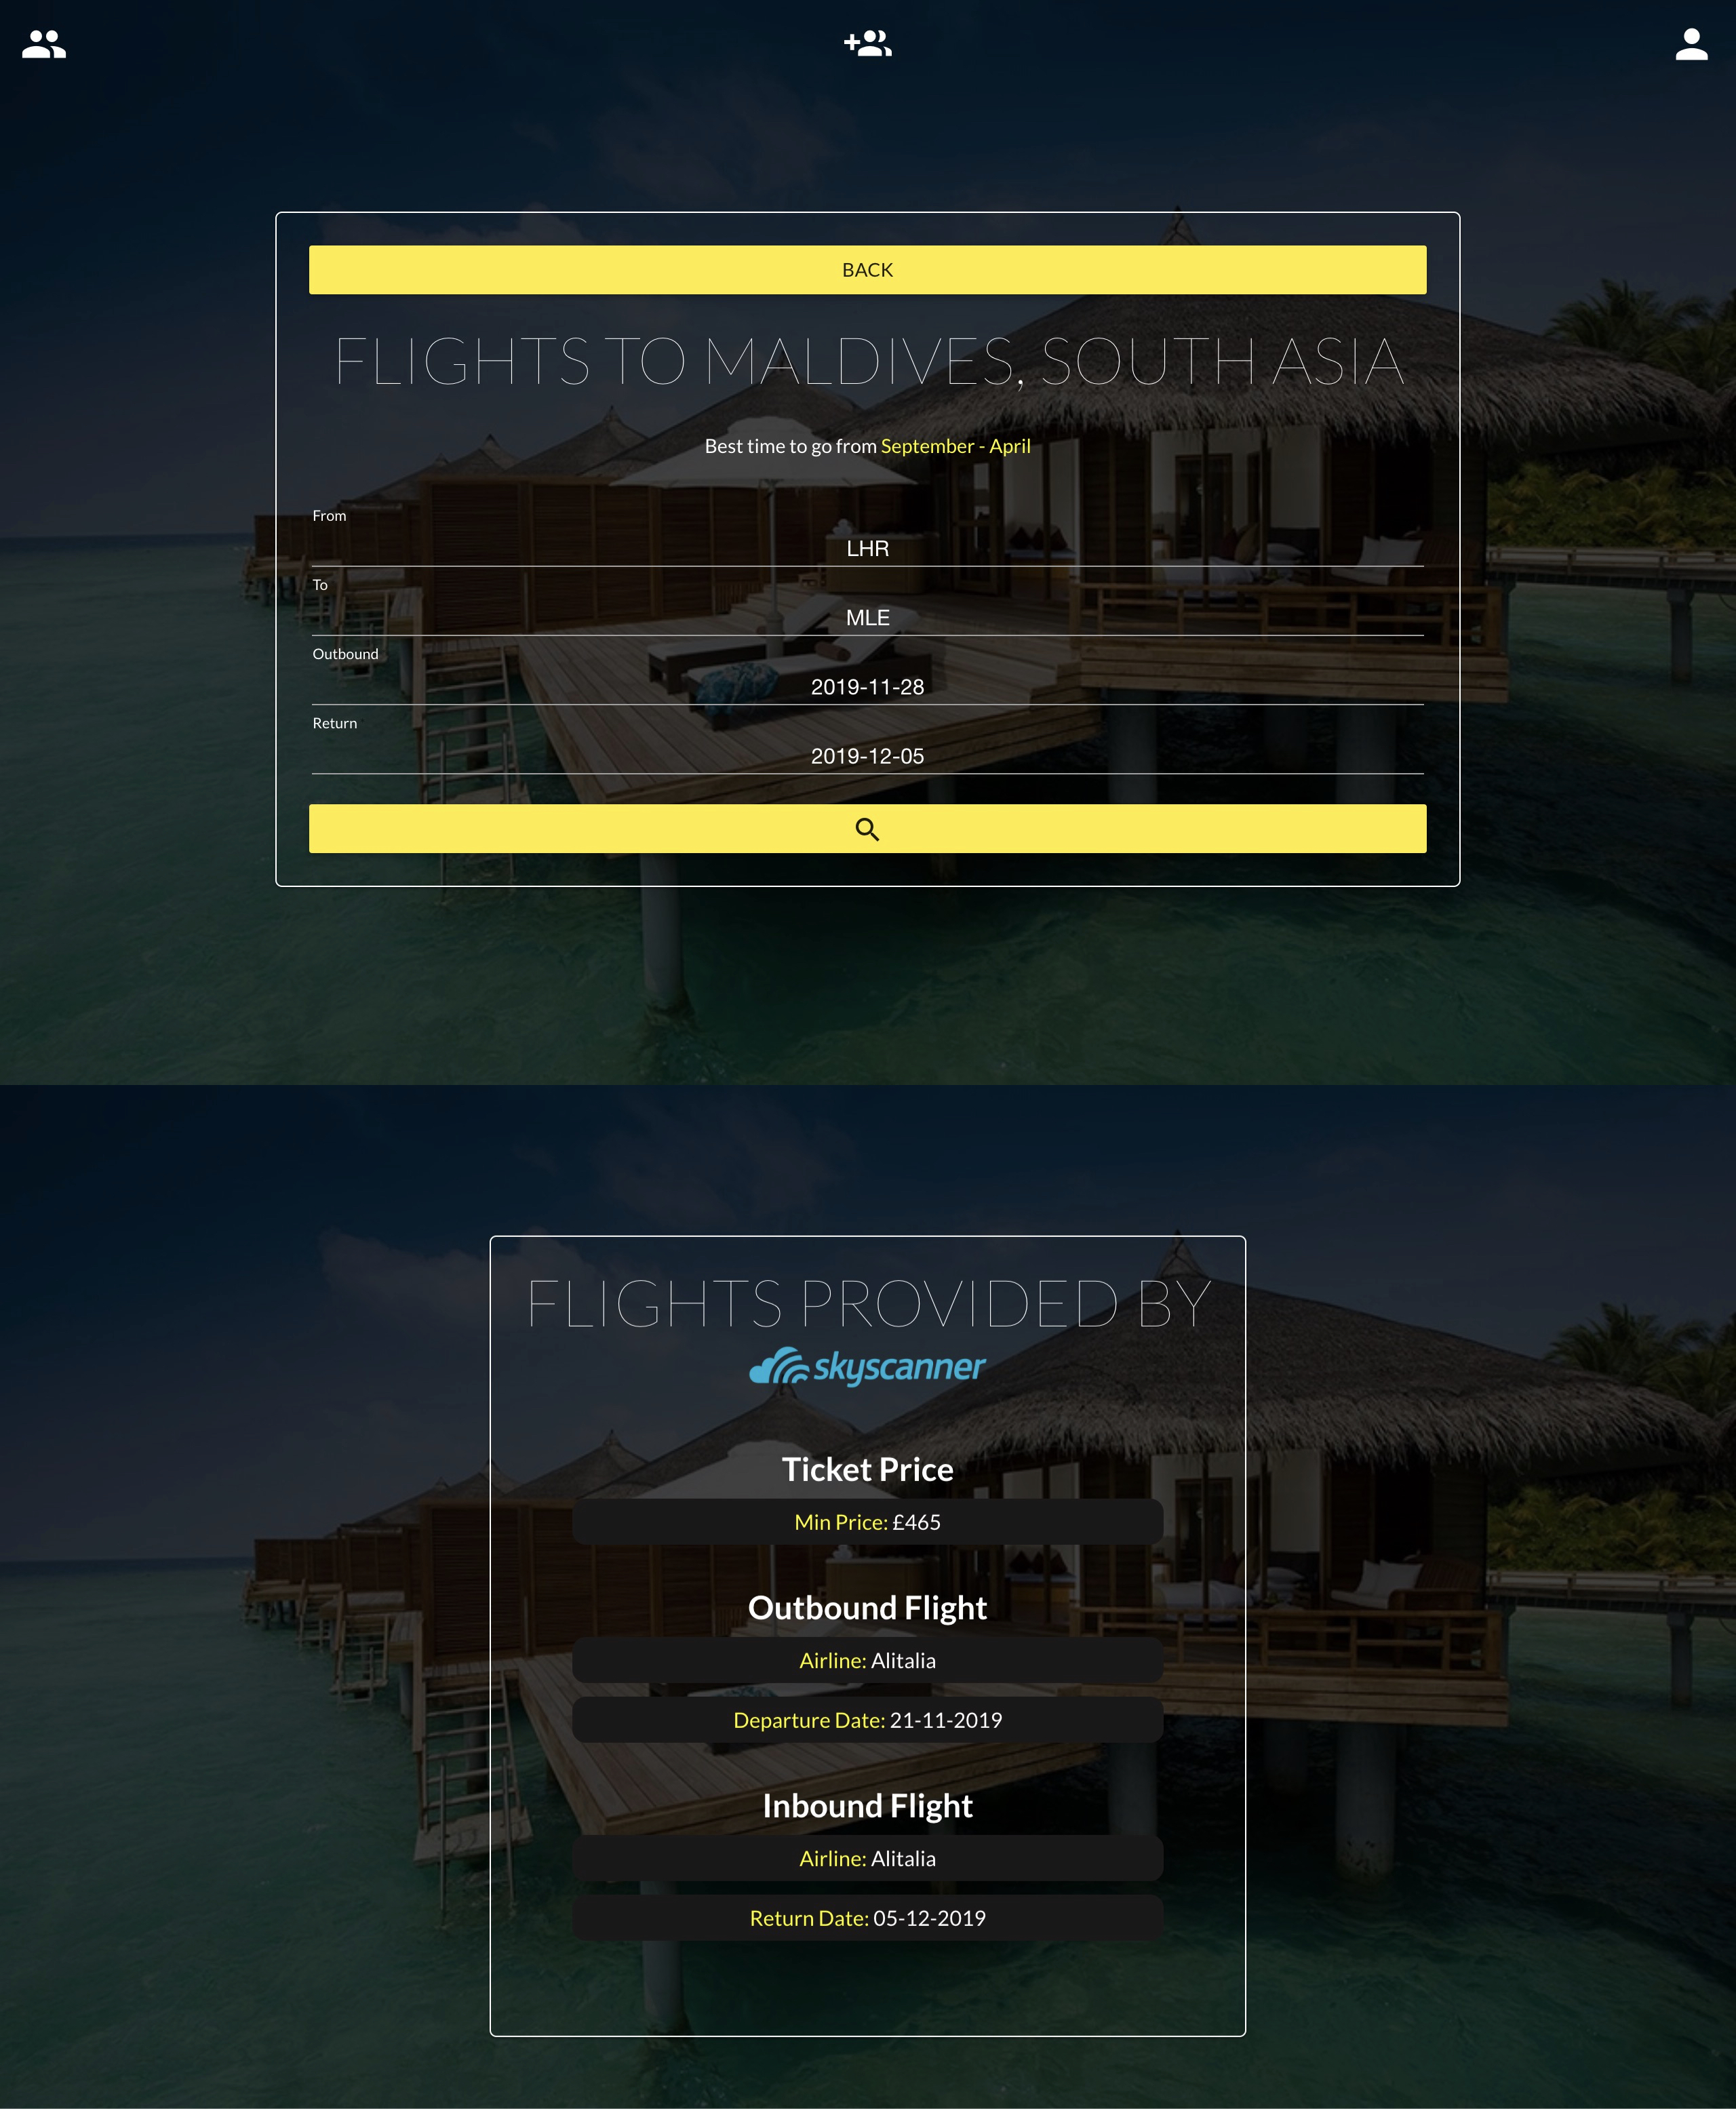 BACK
FLIGHTS TO MALDIVES, SOUTH ASIA
Best time to go from September - April
From
LHR
To
MLE
Outbound
2019-11-28
Return
2019-12-05
FLIGHTS PROVIDED BY
skyscanner
Ticket Price
Min Price: £465
Outbound Flight
Airline: Alitalia
Departure Date: 21-11-2019
Inbound Flight
Airline: Alitalia
Return Date: 05-12-2019